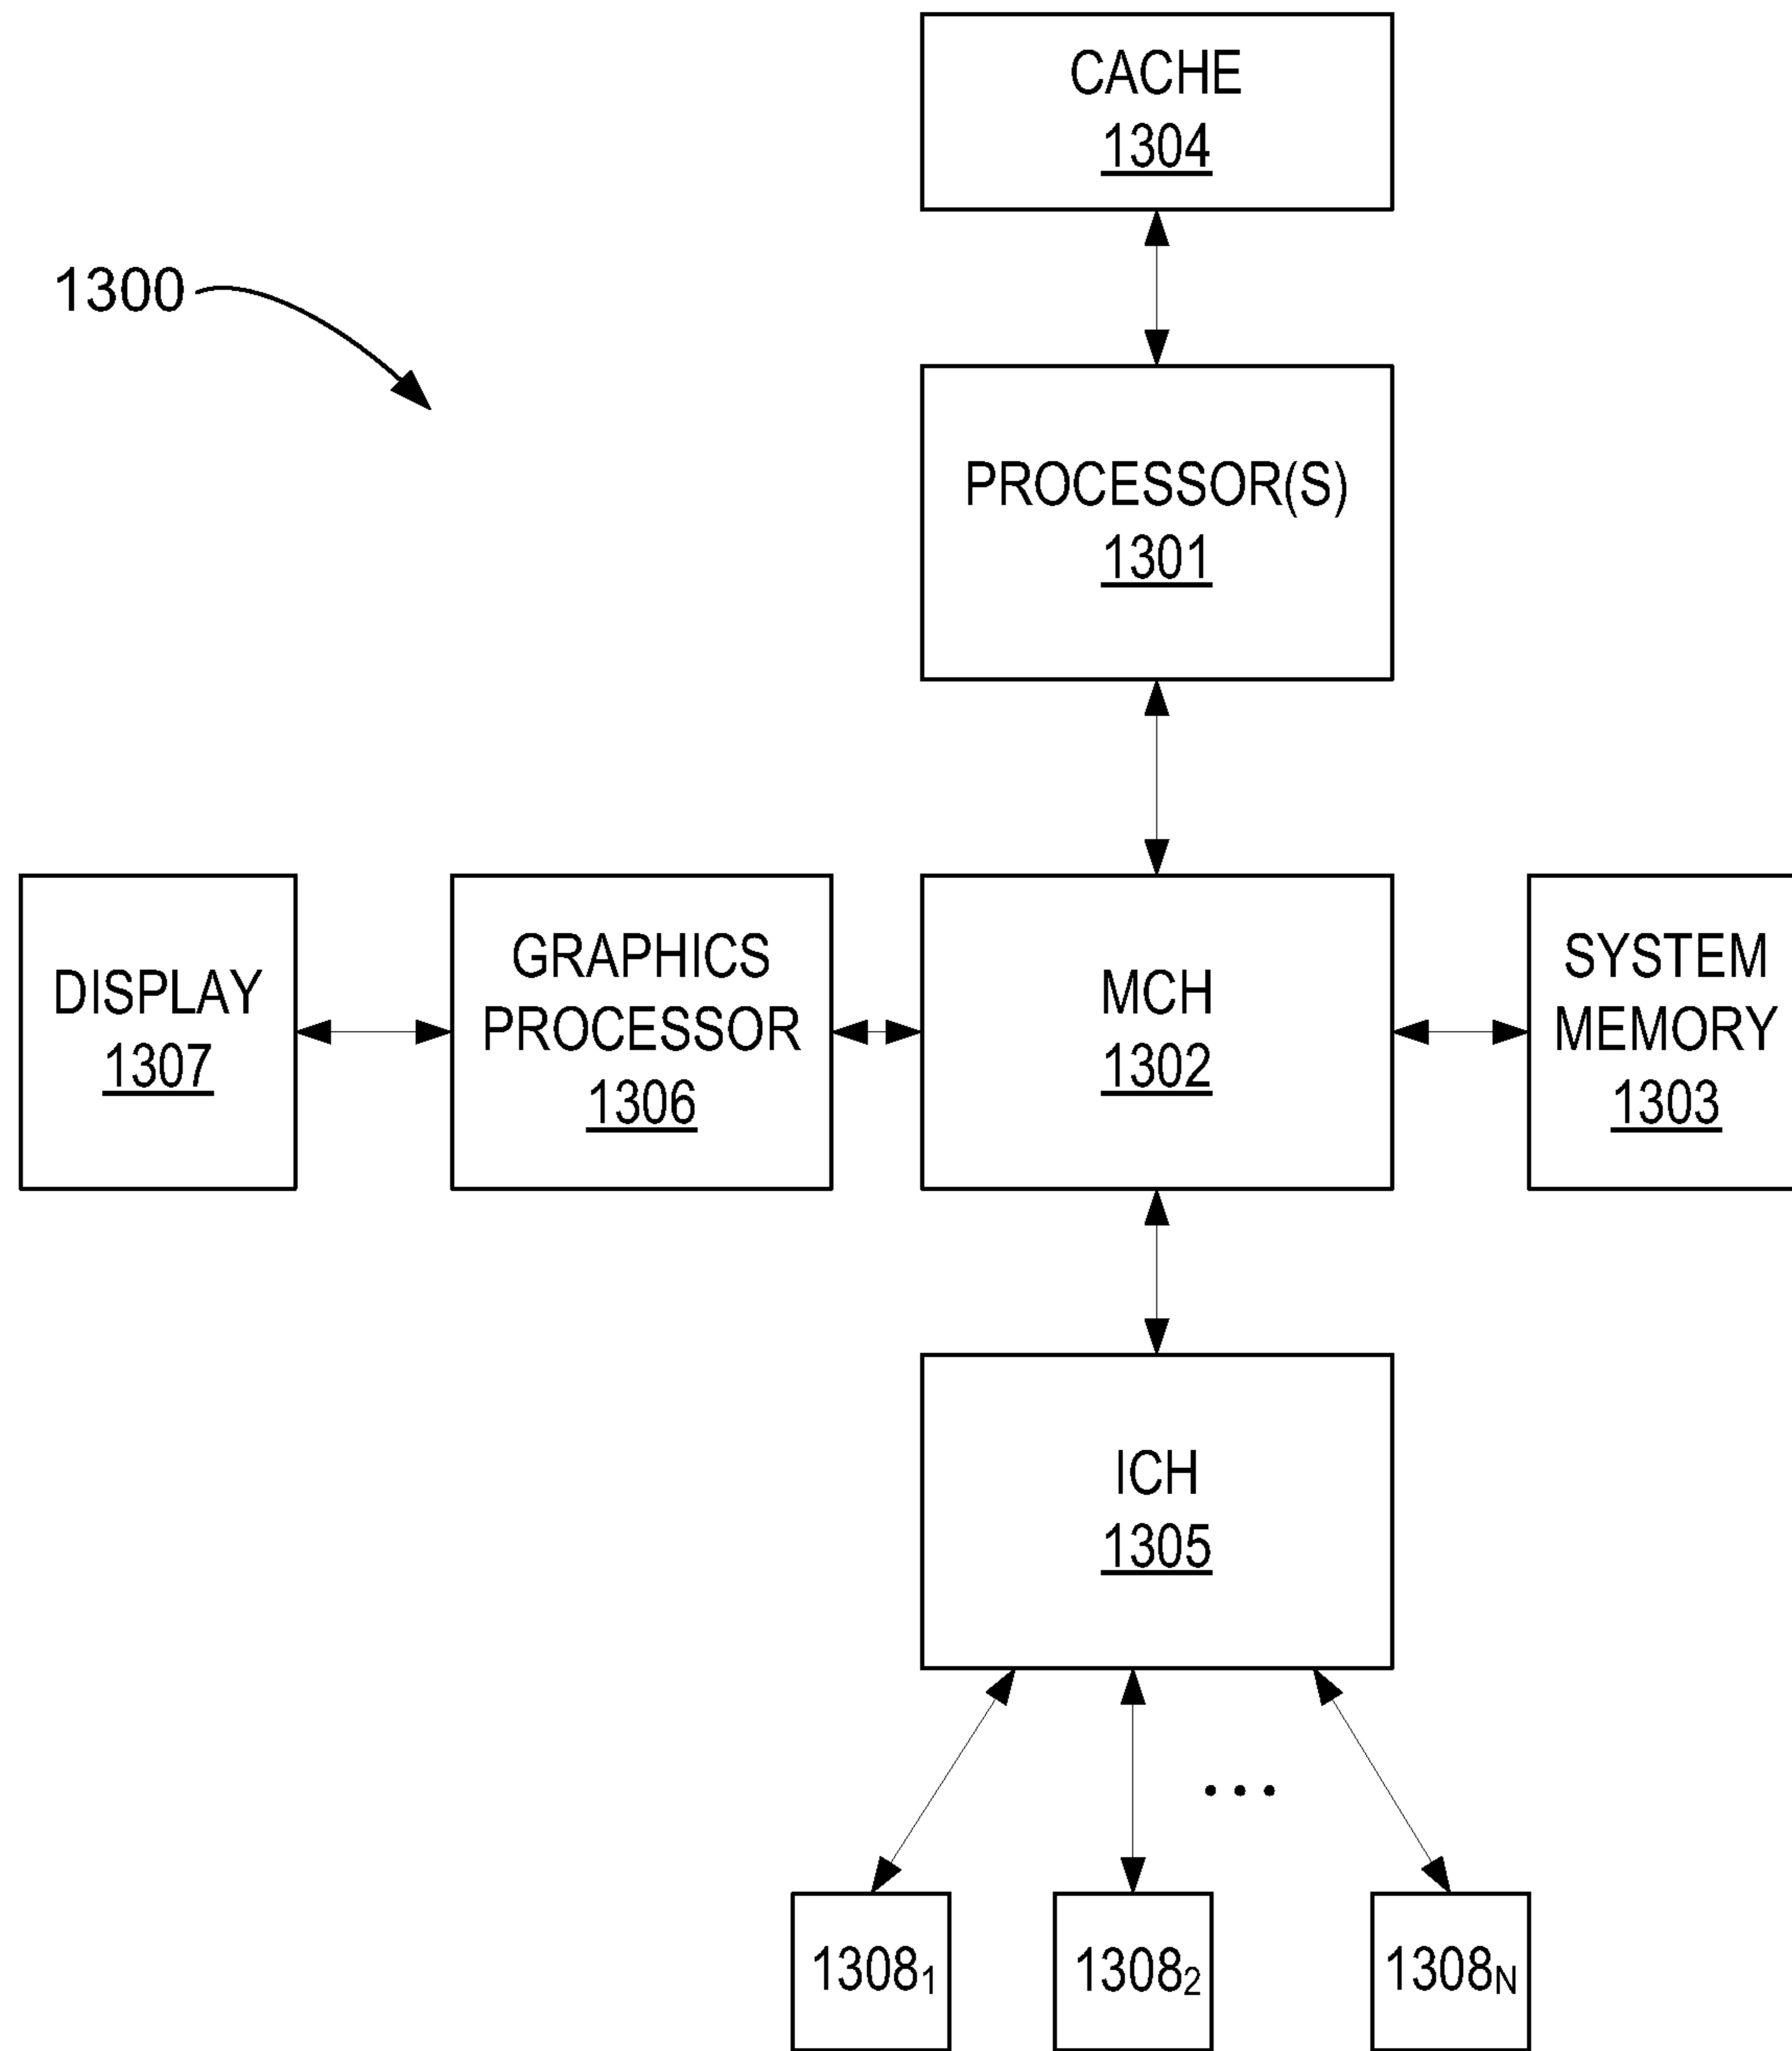 CACHE
1304
1300
PROCESSOR(S)
1301
DISPLAY
1307
GRAPHICS
PROCESSOR
1306
MCH
1302
SYSTEM
MEMORY
1303
ICH
1305
...
1308₁
1308₂
1308N